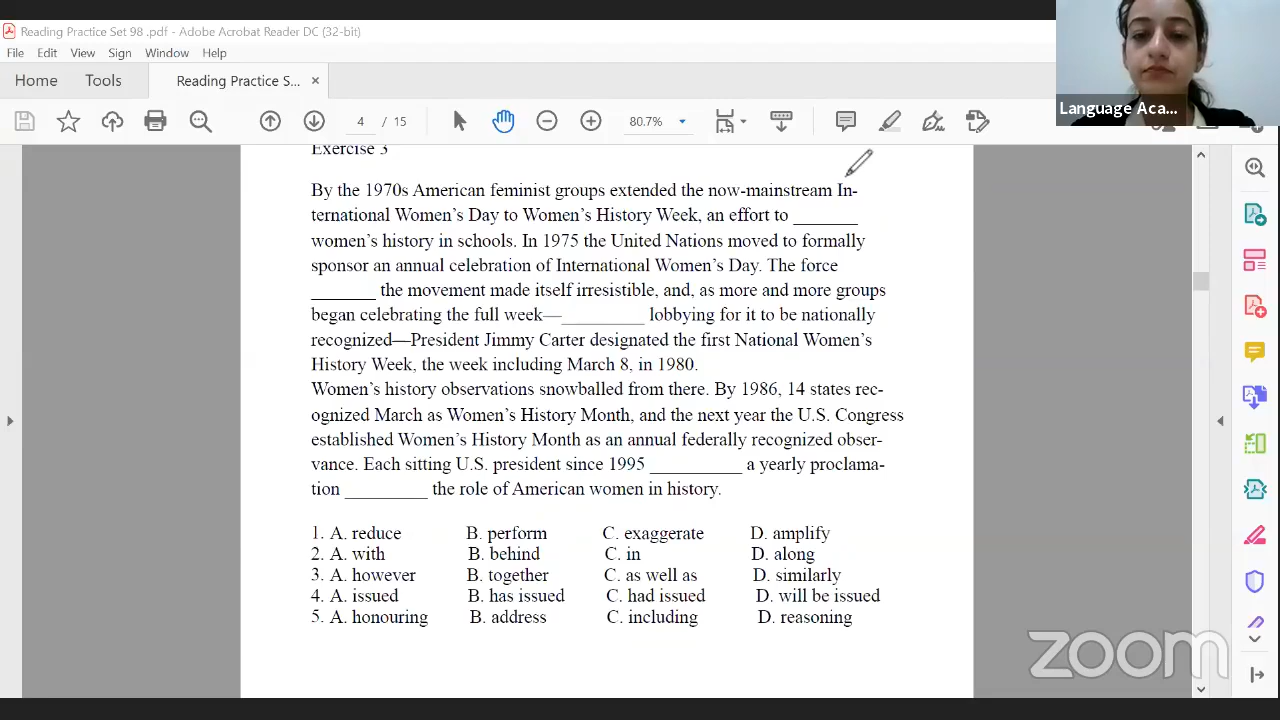 Reading Practice Set 98 .pdf - Adobe Acrobat Reader DC (32-bit)
File Edit View Sign Window Help
Home Tools Reading Practice S... ×
4 / 15 80.7%
Language Aca...
Exercise 3
By the 1970s American feminist groups extended the now-mainstream In-
ternational Women's Day to Women's History Week, an effort to _______
women's history in schools. In 1975 the United Nations moved to formally
sponsor an annual celebration of International Women's Day. The force
_______ the movement made itself irresistible, and, as more and more groups
began celebrating the full week—_________ lobbying for it to be nationally
recognized—President Jimmy Carter designated the first National Women's
History Week, the week including March 8, in 1980.
Women's history observations snowballed from there. By 1986, 14 states rec-
ognized March as Women's History Month, and the next year the U.S. Congress
established Women's History Month as an annual federally recognized obser-
vance. Each sitting U.S. president since 1995 __________ a yearly proclama-
tion _________ the role of American women in history.
1. A. reduce B. perform C. exaggerate D. amplify
2. A. with B. behind C. in D. along
3. A. however B. together C. as well as D. similarly
4. A. issued B. has issued C. had issued D. will be issued
5. A. honouring B. address C. including D. reasoning
zoom